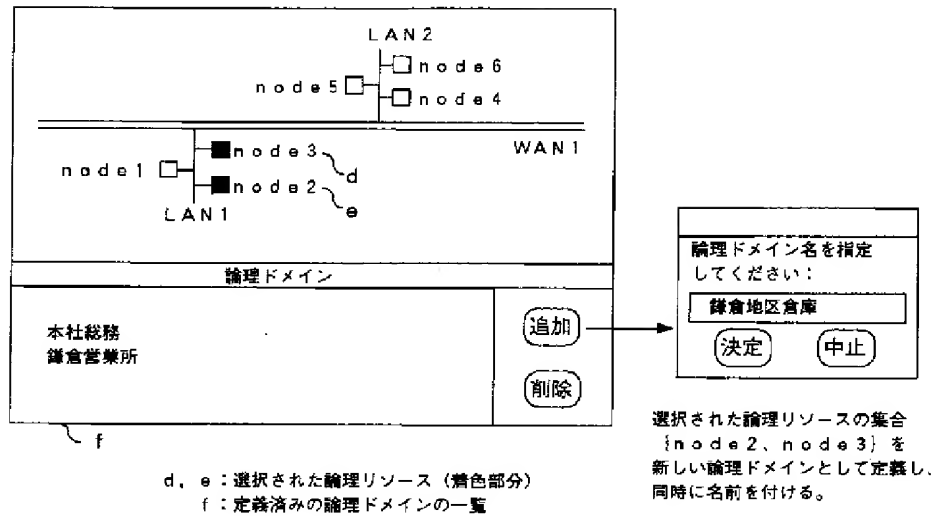 LAN2
node6
node5
node4
WAN1
node3
node1
d
node2
e
LAN1
論理ドメイン
本社総務
鎌倉営業所
追加
削除
f
論理ドメイン名を指定
してください：
鎌倉地区倉庫
決定
中止
選択された論理リソースの集合
{node2、node3}を
新しい論理ドメインとして定義し、
同時に名前を付ける。
d，e：選択された論理リソース（着色部分）
f：定義済みの論理ドメインの一覧